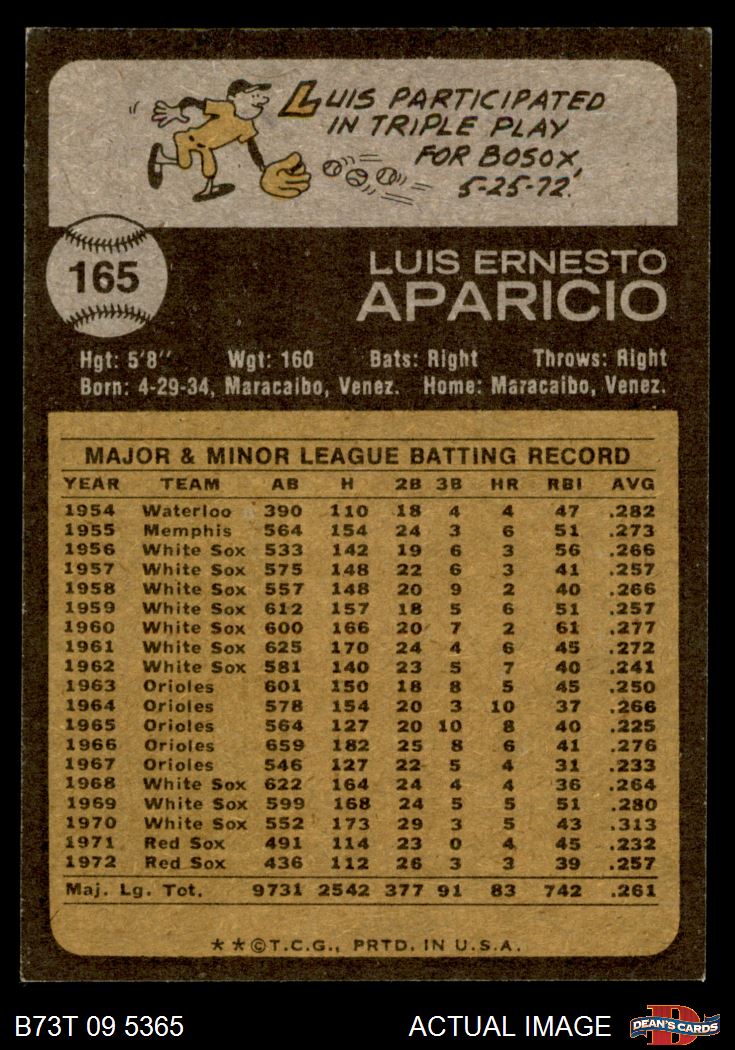 LUIS PARTICIPATED
IN TRIPLE PLAY
FOR BOSOX,
5-25-72.
165
LUIS ERNESTO
APARICIO
Hgt: 5'8" Wgt: 160 Bats: Right Throws: Right
Born: 4-29-34, Maracaibo, Venez. Home: Maracaibo, Venez.
MAJOR & MINOR LEAGUE BATTING RECORD
YEAR TEAM AB H 2B 3B HR RBI AVG
1954 Waterloo 390 110 18 4 4 47 .282
1955 Memphis 564 154 24 3 6 51 .273
1956 White Sox 533 142 19 6 3 56 .266
1957 White Sox 575 148 22 6 3 41 .257
1958 White Sox 557 148 20 9 2 40 .266
1959 White Sox 612 157 18 5 6 51 .257
1960 White Sox 600 166 20 7 2 61 .277
1961 White Sox 625 170 24 4 6 45 .272
1962 White Sox 581 140 23 5 7 40 .241
1963 Orioles 601 150 18 8 5 45 .250
1964 Orioles 578 154 20 3 10 37 .266
1965 Orioles 564 127 20 10 8 40 .225
1966 Orioles 659 182 25 8 6 41 .276
1967 Orioles 546 127 22 5 4 31 .233
1968 White Sox 622 164 24 4 4 36 .264
1969 White Sox 599 168 24 5 5 51 .280
1970 White Sox 552 173 29 3 5 43 .313
1971 Red Sox 491 114 23 0 4 45 .232
1972 Red Sox 436 112 26 3 3 39 .257
Maj. Lg. Tot. 9731 2542 377 91 83 742 .261
**©T.C.G., PRTD. IN U.S.A.
B73T 09 5365 ACTUAL IMAGE
D
DEAN'S CARDS